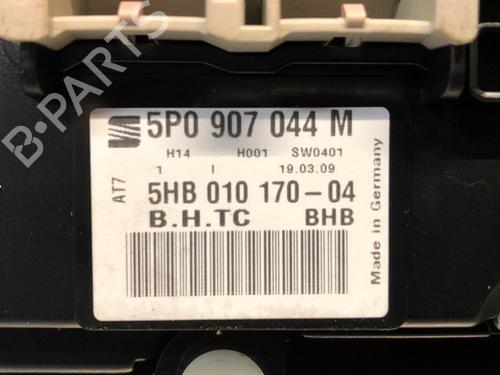 5P0 907 044 M
H14 H001 SW0401
1 I 19.03.09
AT7
5HB 010 170-04
B.H.TC BHB
Made in Germany
B-PARTS